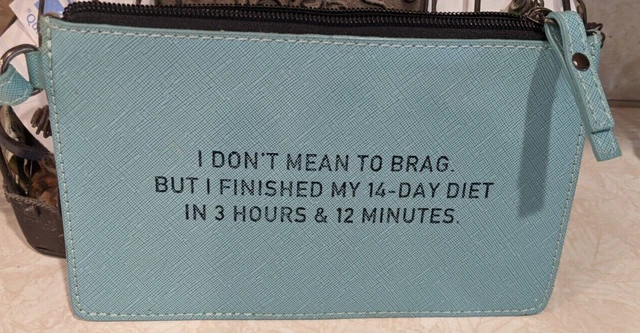 I DON'T MEAN TO BRAG.
BUT I FINISHED MY 14-DAY DIET
IN 3 HOURS & 12 MINUTES.